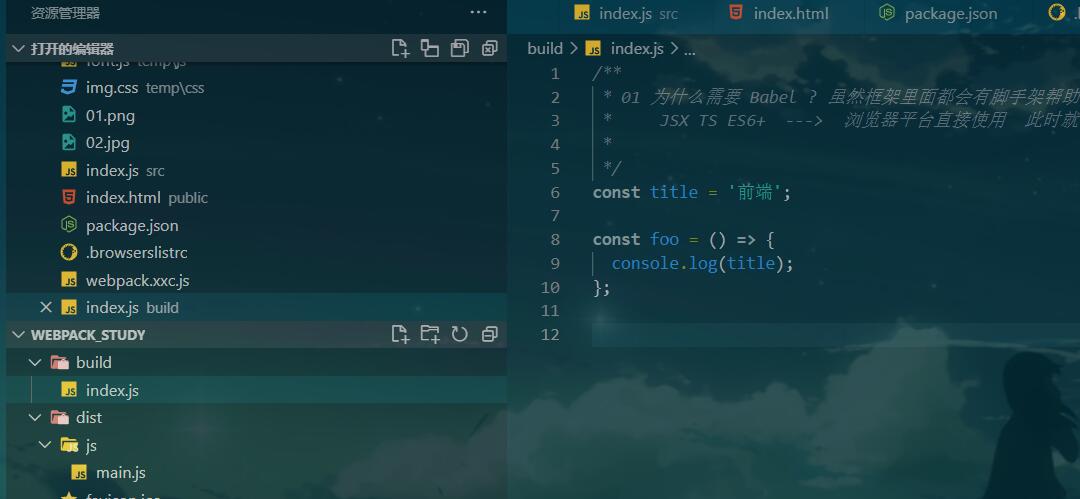 资源管理器
打开的编辑器
font.js temp\js
img.css temp\css
01.png
02.jpg
index.js src
index.html public
package.json
.browserslistrc
webpack.xxc.js
index.js build
WEBPACK_STUDY
build
index.js
dist
js
main.js
favicon.ico
index.js src
index.html
package.json
build > index.js > ...
1 /**
2 * 01 为什么需要 Babel ? 虽然框架里面都会有脚手架帮助
3 * JSX TS ES6+ ---> 浏览器平台直接使用 此时就
4 *
5 */
6 const title = '前端';
7
8 const foo = () => {
9 console.log(title);
10 };
11
12